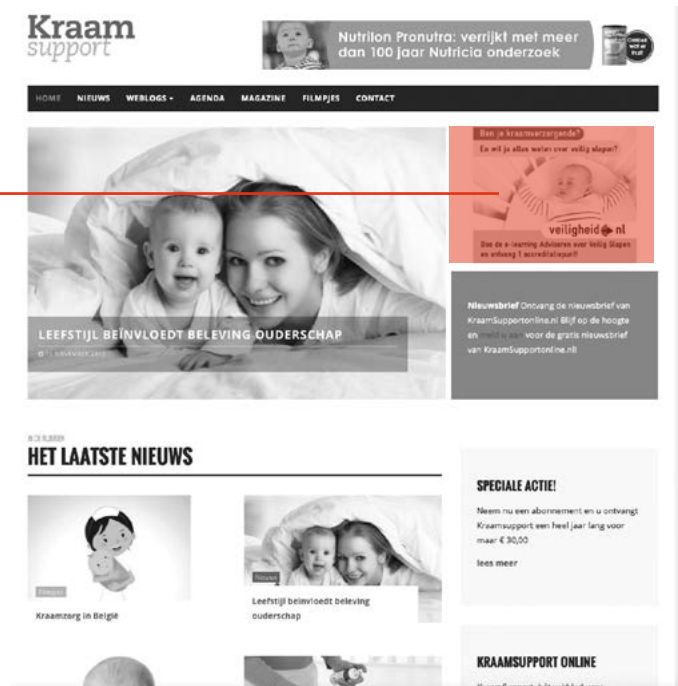 Kraam
support
Nutrilon Pronutra: verrijkt met meer
dan 100 jaar Nutricia onderzoek
HOME NIEUWS WEBLOGS AGENDA MAGAZINE FILMPJES CONTACT
Ben je kraamverzorgende?
En wil je alles weten over veilig slapen?
veiligheid nl
Doe de e-learning Adviseren over Veilig Slapen
en ontvang 1 accreditatiepunt!
LEEFSTIJL BEÏNVLOEDT BELEVING OUDERSCHAP
NOVEMBER
Nieuwsbrief Ontvang de nieuwsbrief van
KraamSupportonline.nl Blijf op de hoogte
en meld u aan voor de gratis nieuwsbrief
van KraamSupportonline.nl!
HET LAATSTE NIEUWS
Filmpjes
Kraamzorg in België
Nieuws
Leefstijl beïnvloedt beleving
ouderschap
SPECIALE ACTIE!
Neem nu een abonnement en u ontvangt
Kraamsupport een heel jaar lang voor
maar € 30,00
lees meer
KRAAMSUPPORT ONLINE